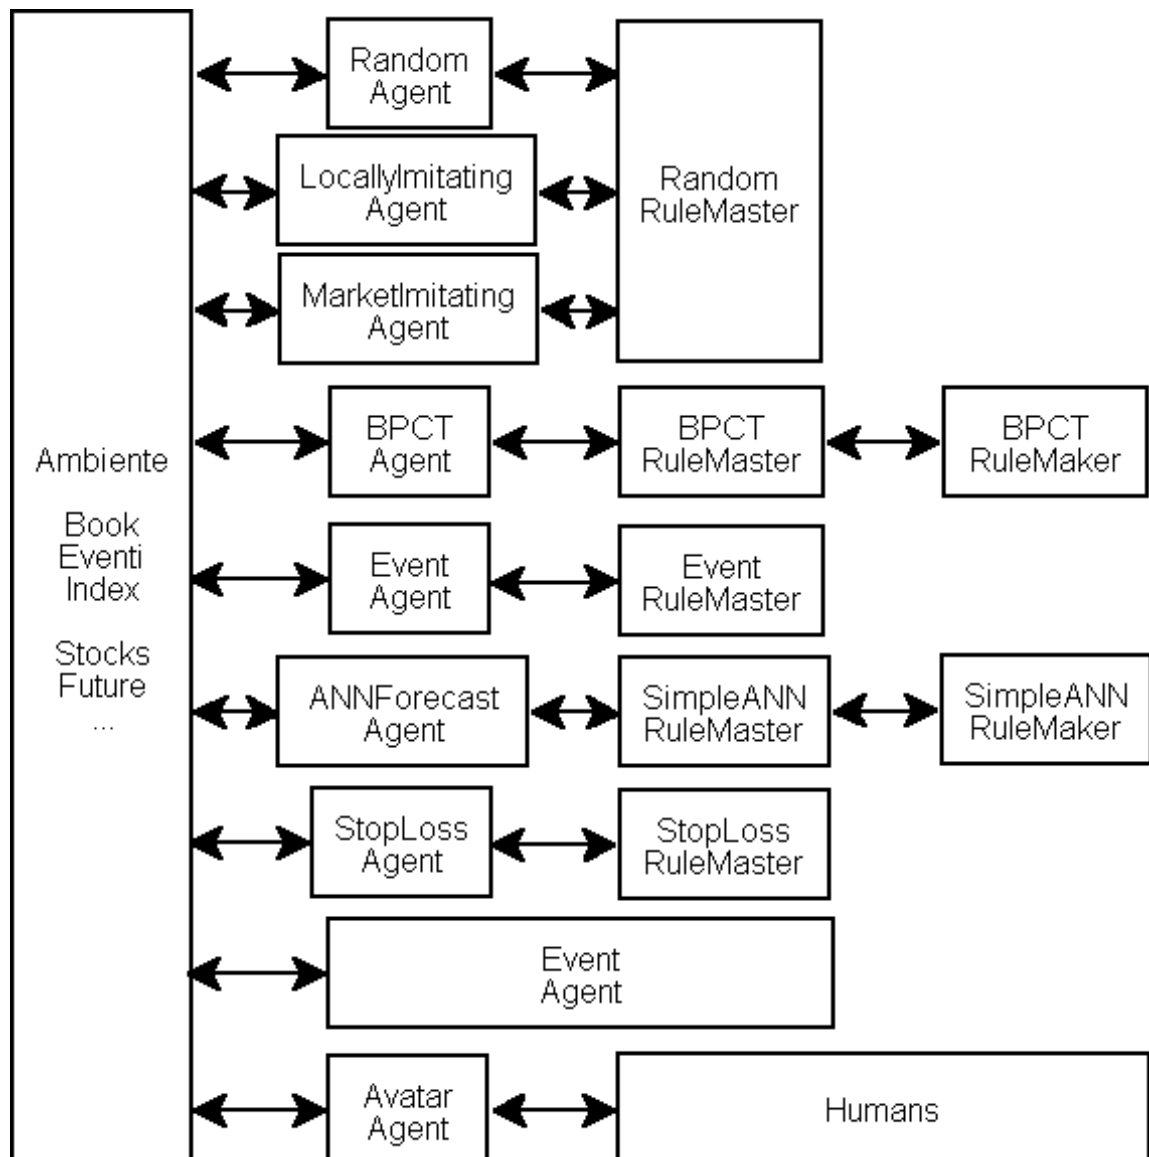 Ambiente
Book
Eventi
Index
Stocks
Future
...
Random
Agent
LocallyImitating
Agent
MarketImitating
Agent
Random
RuleMaster
BPCT
Agent
BPCT
RuleMaster
BPCT
RuleMaker
Event
Agent
Event
RuleMaster
ANNForecast
Agent
SimpleANN
RuleMaster
SimpleANN
RuleMaker
StopLoss
Agent
StopLoss
RuleMaster
Event
Agent
Avatar
Agent
Humans